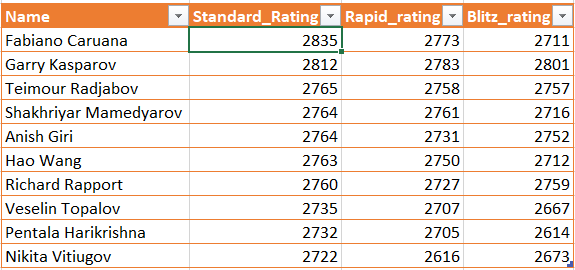 Name Standard_Rating Rapid_rating Blitz_rating
Fabiano Caruana 2835 2773 2711
Garry Kasparov 2812 2783 2801
Teimour Radjabov 2765 2758 2757
Shakhriyar Mamedyarov 2764 2761 2716
Anish Giri 2764 2731 2752
Hao Wang 2763 2750 2712
Richard Rapport 2760 2727 2759
Veselin Topalov 2735 2707 2667
Pentala Harikrishna 2732 2705 2614
Nikita Vitiugov 2722 2616 2673